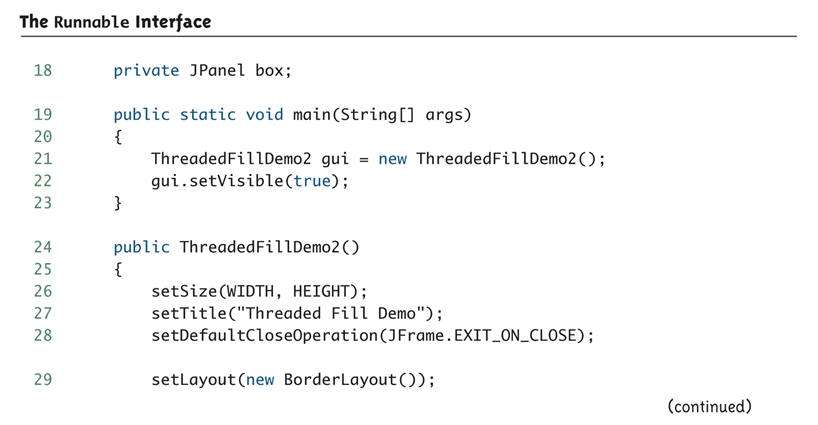 The Runnable Interface
18 private JPanel box;
19 public static void main(String[] args)
20 {
21 ThreadedFillDemo2 gui = new ThreadedFillDemo2();
22 gui.setVisible(true);
23 }
24 public ThreadedFillDemo2()
25 {
26 setSize(WIDTH, HEIGHT);
27 setTitle("Threaded Fill Demo");
28 setDefaultCloseOperation(JFrame.EXIT_ON_CLOSE);
29 setLayout(new BorderLayout());
(continued)